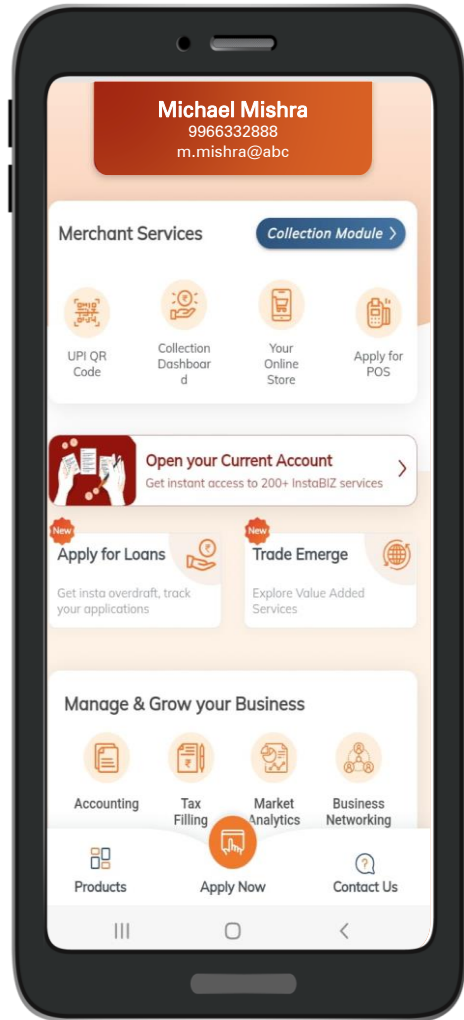 Michael Mishra
9966332888
m.mishra@abc
Merchant Services
Collection Module >
UPI QR
Code
Collection
Dashboar
d
Your
Online
Store
Apply for
POS
Open your Current Account
Get instant access to 200+ InstaBIZ services
New
Apply for Loans
Get insta overdraft, track
your applications
New
Trade Emerge
Explore Value Added
Services
Manage & Grow your Business
Accounting
Tax
Filling
Market
Analytics
Business
Networking
Products
Apply Now
Contact Us